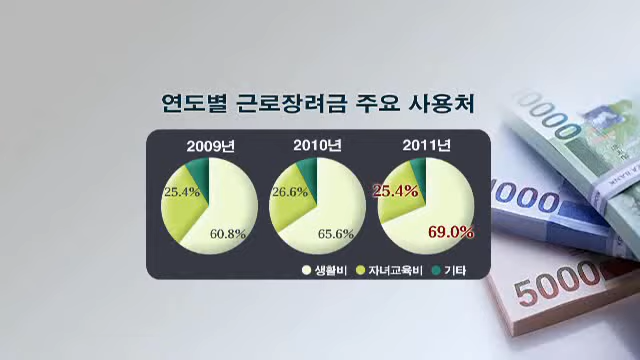 연도별 근로장려금 주요 사용처
2009년 2010년 2011년
25.4% 26.6% 25.4%
60.8% 65.6% 69.0%
생활비 자녀교육비 기타
0000
1000
5000